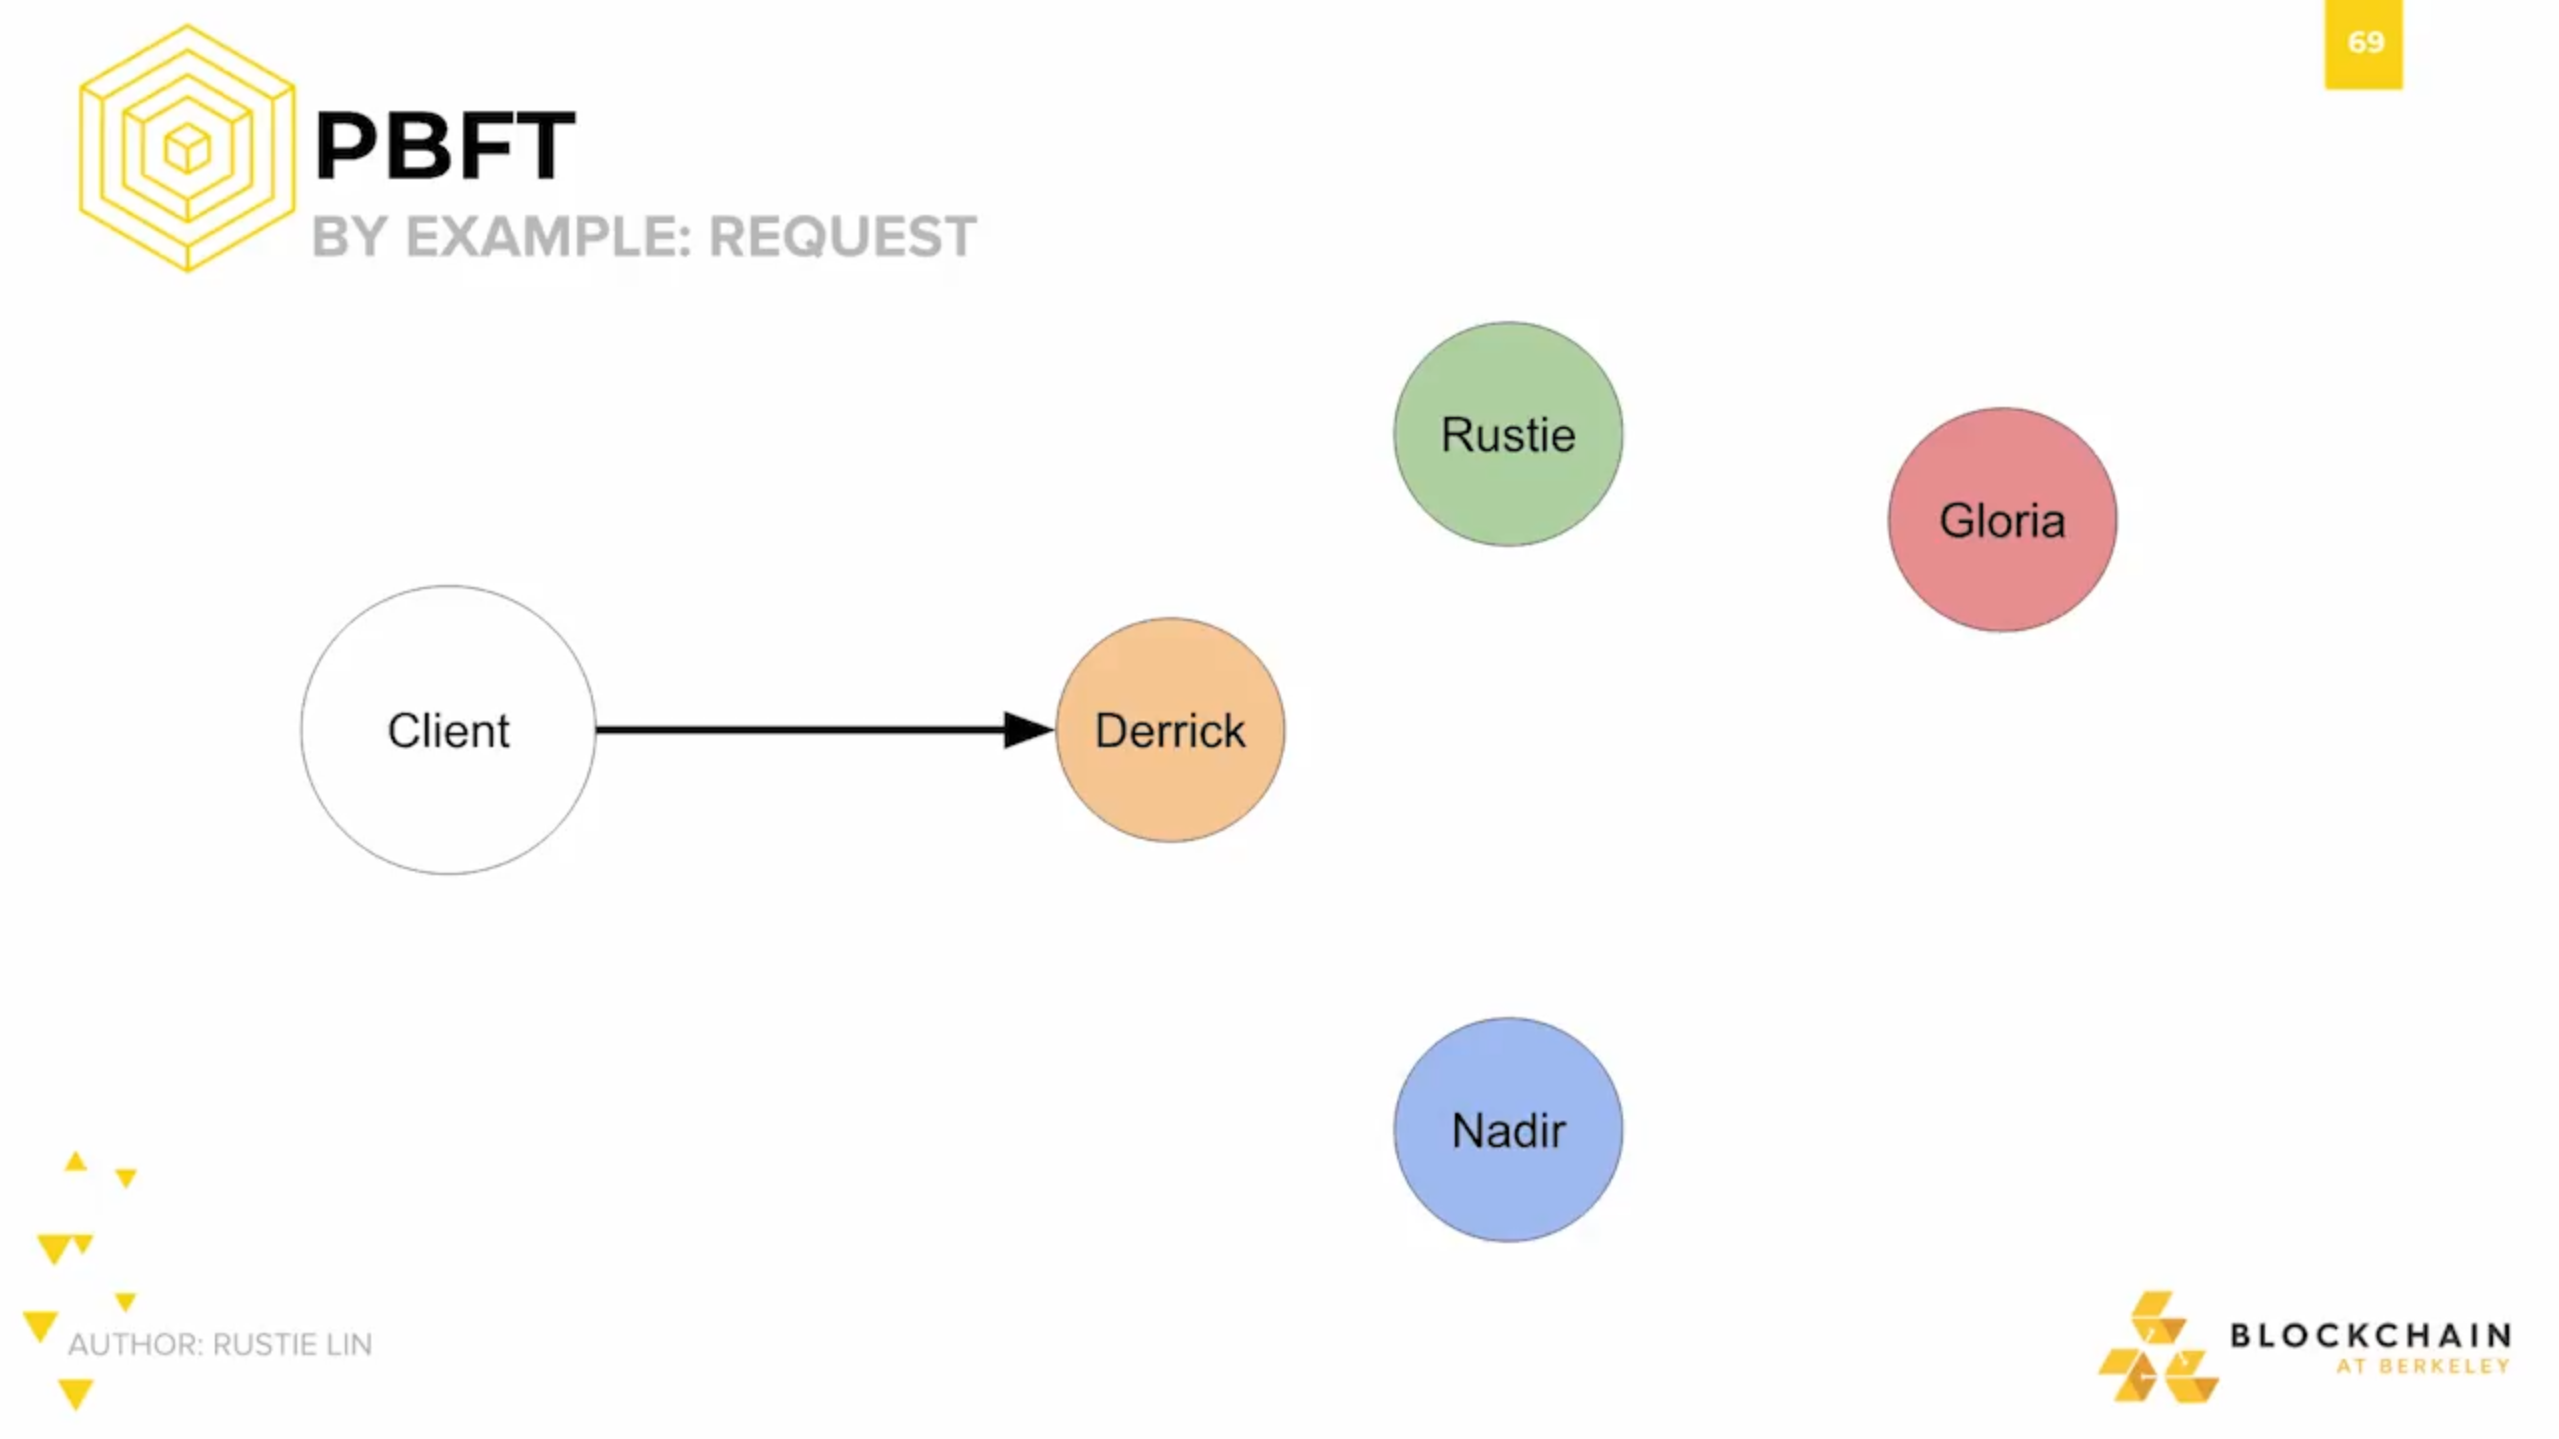 69
PBFT
BY EXAMPLE: REQUEST
Rustie
Gloria
Client
Derrick
Nadir
AUTHOR: RUSTIE LIN
BLOCKCHAIN
AT BERKELEY